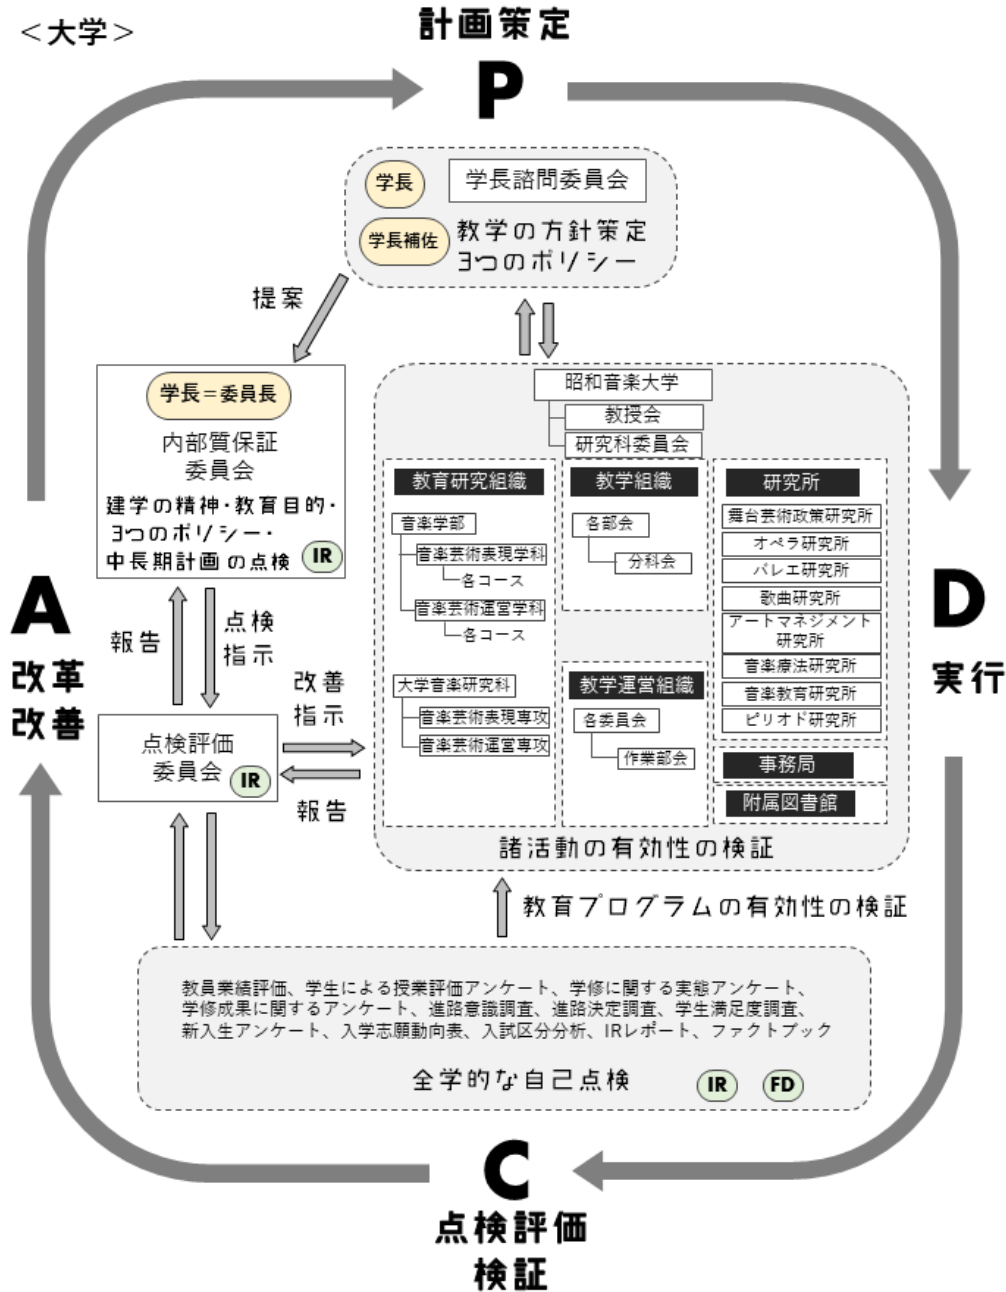 ＜大学＞
計画策定
P
学長
学長諮問委員会
学長補佐
教学の方針策定
3つのポリシー
提案
学長＝委員長
内部質保証
委員会
建学の精神・教育目的・
3つのポリシー・
中長期計画の点検
IR
昭和音楽大学
教授会
研究科委員会
教育研究組織
音楽学部
音楽芸術表現学科
各コース
音楽芸術運営学科
各コース
大学音楽研究科
音楽芸術表現専攻
音楽芸術運営専攻
教学組織
各部会
分科会
教学運営組織
各委員会
作業部会
研究所
舞台芸術政策研究所
オペラ研究所
バレエ研究所
歌曲研究所
アートマネジメント
研究所
音楽療法研究所
音楽教育研究所
ピリオド研究所
事務局
附属図書館
諸活動の有効性の検証
A
改革
改善
D
実行
報告
点検
指示
改善
指示
点検評価
委員会
IR
報告
教育プログラムの有効性の検証
教員業績評価、学生による授業評価アンケート、学修に関する実態アンケート、
学修成果に関するアンケート、進路意識調査、進路決定調査、学生満足度調査、
新入生アンケート、入学志願動向表、入試区分分析、IRレポート、ファクトブック
全学的な自己点検
IR
FD
C
点検評価
検証